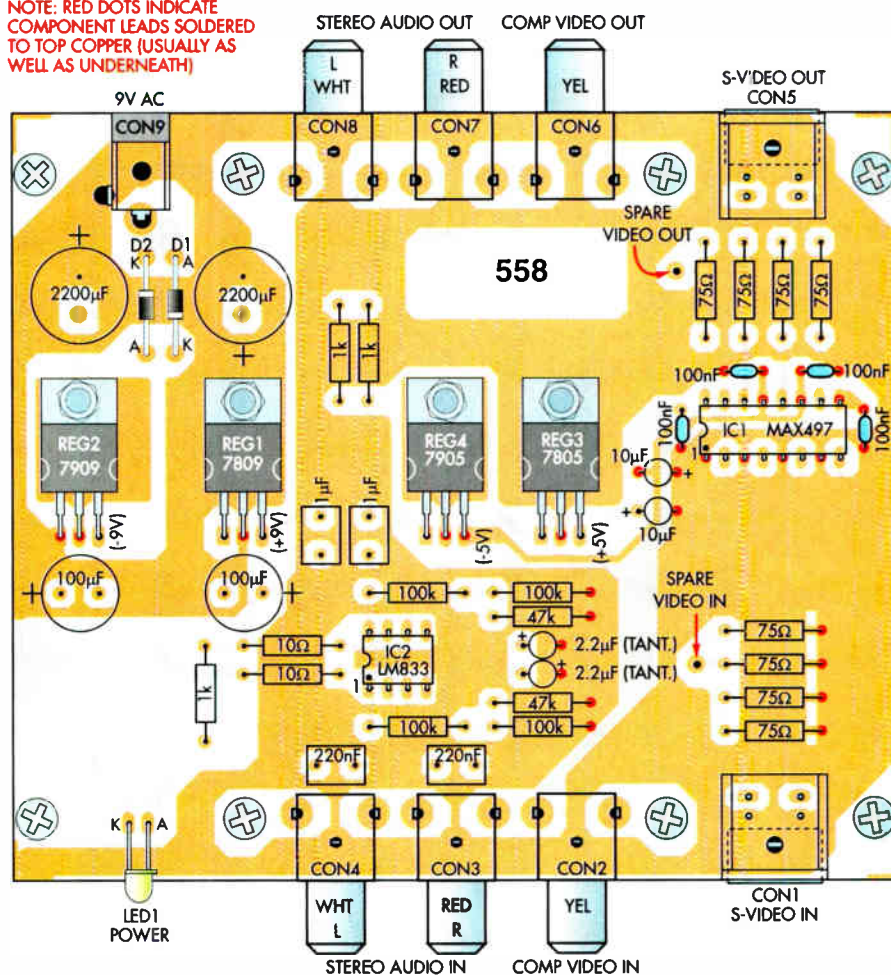 NOTE: RED DOTS INDICATE
COMPONENT LEADS SOLDERED
TO TOP COPPER (USUALLY AS
WELL AS UNDERNEATH)
STEREO AUDIO OUT
COMP VIDEO OUT
L
WHT
R
RED
YEL
S-VIDEO OUT
CON5
9V AC
CON9
CON8
CON7
CON6
SPARE
VIDEO OUT
+
D2
D1
K
A
2200µF
2200µF
A
K
+
558
75Ω
75Ω
75Ω
75Ω
1k
1k
100nF
100nF
REG2
7909
REG1
7809
REG4
7905
REG3
7805
100nF
IC1 MAX497
1
100nF
10µF
+
+
10µF
(-9V)
(+9V)
1µF
1µF
(-5V)
(+5V)
+
100µF
100µF
+
100k
100k
47k
SPARE
VIDEO IN
10Ω
10Ω
IC2
LM833
1
+
2.2µF (TANT.)
+
2.2µF (TANT.)
75Ω
75Ω
75Ω
75Ω
1k
47k
100k
100k
220nF
220nF
K
A
CON4
CON3
CON2
LED1
POWER
WHT
L
RED
R
YEL
CON1
S-VIDEO IN
STEREO AUDIO IN
COMP VIDEO IN